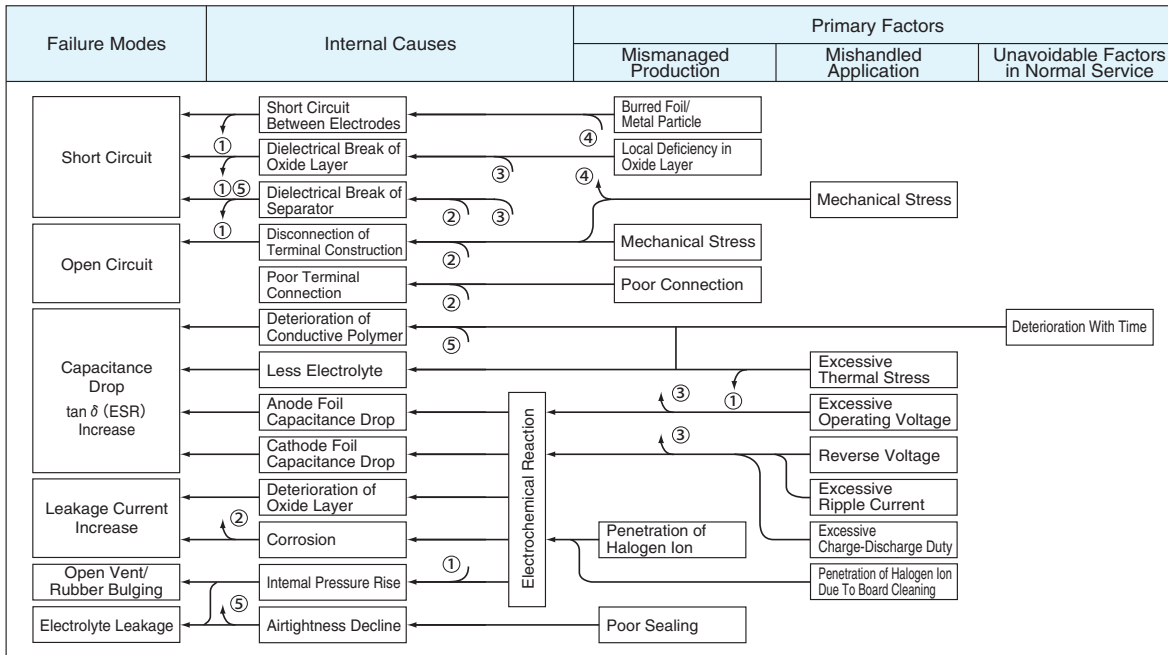 Failure Modes
Internal Causes
Primary Factors
Mismanaged
Production
Mishandled
Application
Unavoidable Factors
in Normal Service
Short Circuit
Short Circuit
Between Electrodes
①
④
Burred Foil/
Metal Particle
Dielectrical Break of
Oxide Layer
①⑤
③
Local Deficiency in
Oxide Layer
Dielectrical Break of
Separator
①
②
③
④
Mechanical Stress
Open Circuit
Disconnection of
Terminal Construction
②
Mechanical Stress
Poor Terminal
Connection
②
Poor Connection
Capacitance
Drop
tan δ (ESR)
Increase
Deterioration of
Conductive Polymer
⑤
Deterioration With Time
Less Electrolyte
①
Excessive
Thermal Stress
Anode Foil
Capacitance Drop
Electrochemical Reaction
③
Excessive
Operating Voltage
Cathode Foil
Capacitance Drop
③
Reverse Voltage
Leakage Current
Increase
Deterioration of
Oxide Layer
Excessive
Ripple Current
②
Corrosion
Penetration of
Halogen Ion
Excessive
Charge-Discharge Duty
Open Vent/
Rubber Bulging
Internal Pressure Rise
①
Penetration of Halogen Ion
Due To Board Cleaning
Electrolyte Leakage
⑤
Airtightness Decline
Poor Sealing